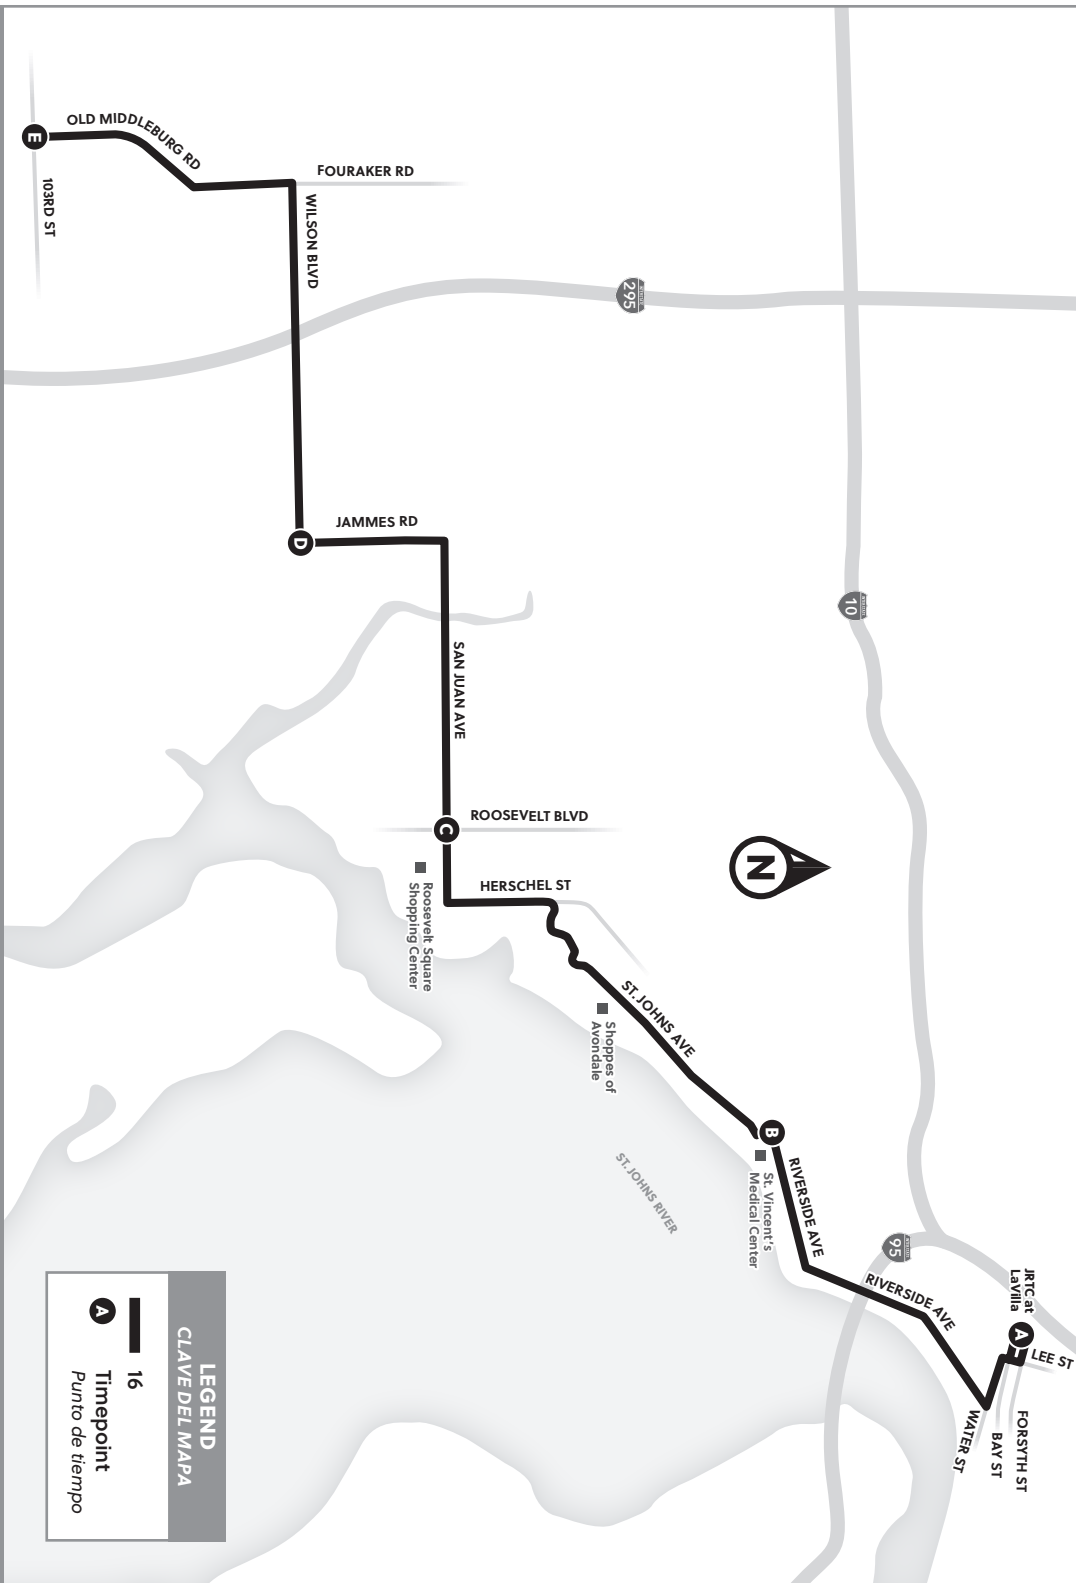 E
OLD MIDDLEBURG RD
103RD ST
FOURAKER RD
WILSON BLVD
295
10
D
JAMMES RD
SAN JUAN AVE
C
ROOSEVELT BLVD
Roosevelt Square
Shopping Center
HERSCHEL ST
N
ST. JOHNS AVE
Shoppes of
Avondale
B
St. Vincent's
Medical Center
RIVERSIDE AVE
ST. JOHNS RIVER
95
RIVERSIDE AVE
JRTC at
LaVilla
A
LEE ST
FORSYTH ST
BAY ST
WATER ST
LEGEND
CLAVE DEL MAPA
16
A
Timepoint
Punto de tiempo